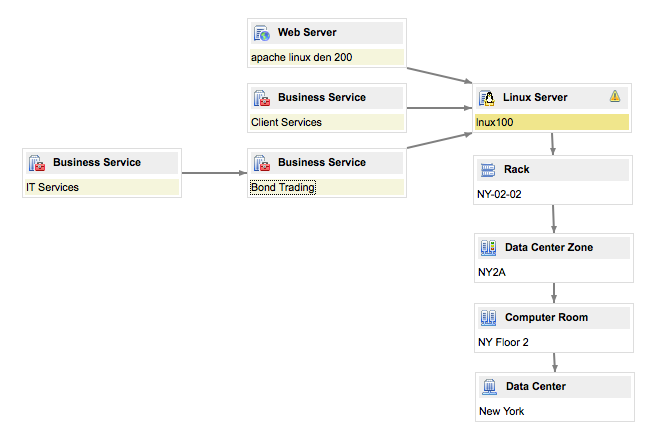 Web Server
apache linux den 200
Business Service
Client Services
Linux Server
lnux100
Business Service
IT Services
Business Service
Bond Trading
Rack
NY-02-02
Data Center Zone
NY2A
Computer Room
NY Floor 2
Data Center
New York